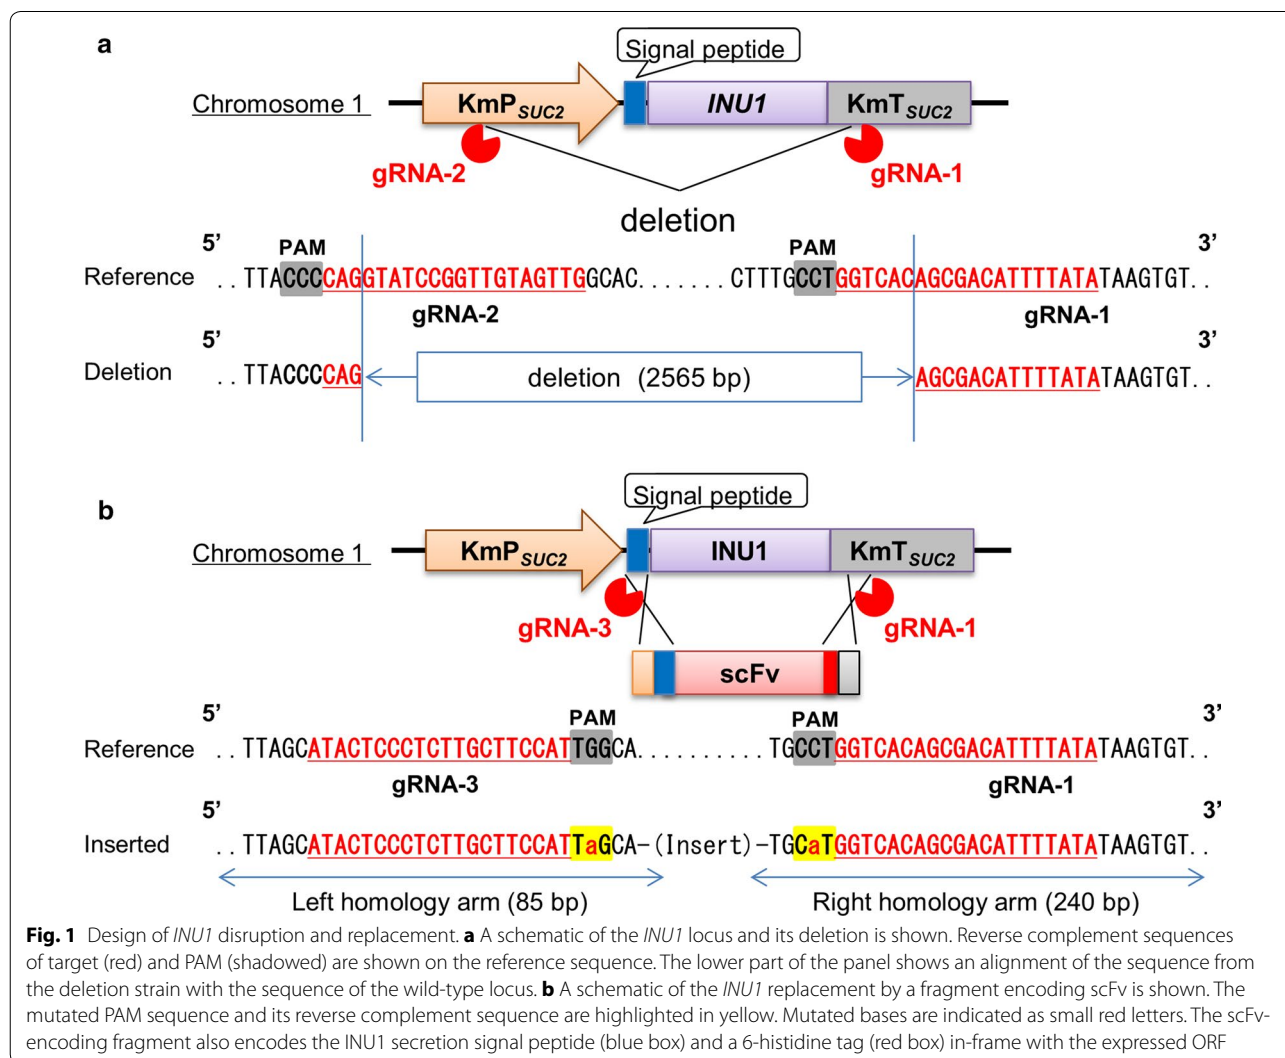 a
Signal peptide
Chromosome 1
KmP SUC2
INU1
KmT SUC2
gRNA-2
gRNA-1
deletion
5’
3’
PAM
PAM
Reference
..TTACCCCAGGTATCCGGTTGTAGTTGGCAC.......CTTTGCCTGGTCACAGCGACATTTTATATAAGTGT..
gRNA-2
gRNA-1
5’
3’
Deletion
..TTACCCCAG
deletion (2565 bp)
AGCGACATTTTATATAAGTGT..
b
Signal peptide
Chromosome 1
KmP SUC2
INU1
KmT SUC2
gRNA-3
gRNA-1
scFv
5’
3’
PAM
PAM
Reference
..TTAGCATACTCCCTCTTGCTTCCATTGGCA..........TGCCTGGTCACAGCGACATTTTATATAAGTGT..
gRNA-3
gRNA-1
5’
3’
Inserted
..TTAGCATACTCCCTCTTGCTTCCATTaGCA-(Insert)-TGCaTGGTCACAGCGACATTTTATATAAGTGT..
Left homology arm (85 bp)
Right homology arm (240 bp)
Fig. 1 Design of INU1 disruption and replacement. a A schematic of the INU1 locus and its deletion is shown. Reverse complement sequences
of target (red) and PAM (shadowed) are shown on the reference sequence. The lower part of the panel shows an alignment of the sequence from
the deletion strain with the sequence of the wild-type locus. b A schematic of the INU1 replacement by a fragment encoding scFv is shown. The
mutated PAM sequence and its reverse complement sequence are highlighted in yellow. Mutated bases are indicated as small red letters. The scFv-
encoding fragment also encodes the INU1 secretion signal peptide (blue box) and a 6-histidine tag (red box) in-frame with the expressed ORF